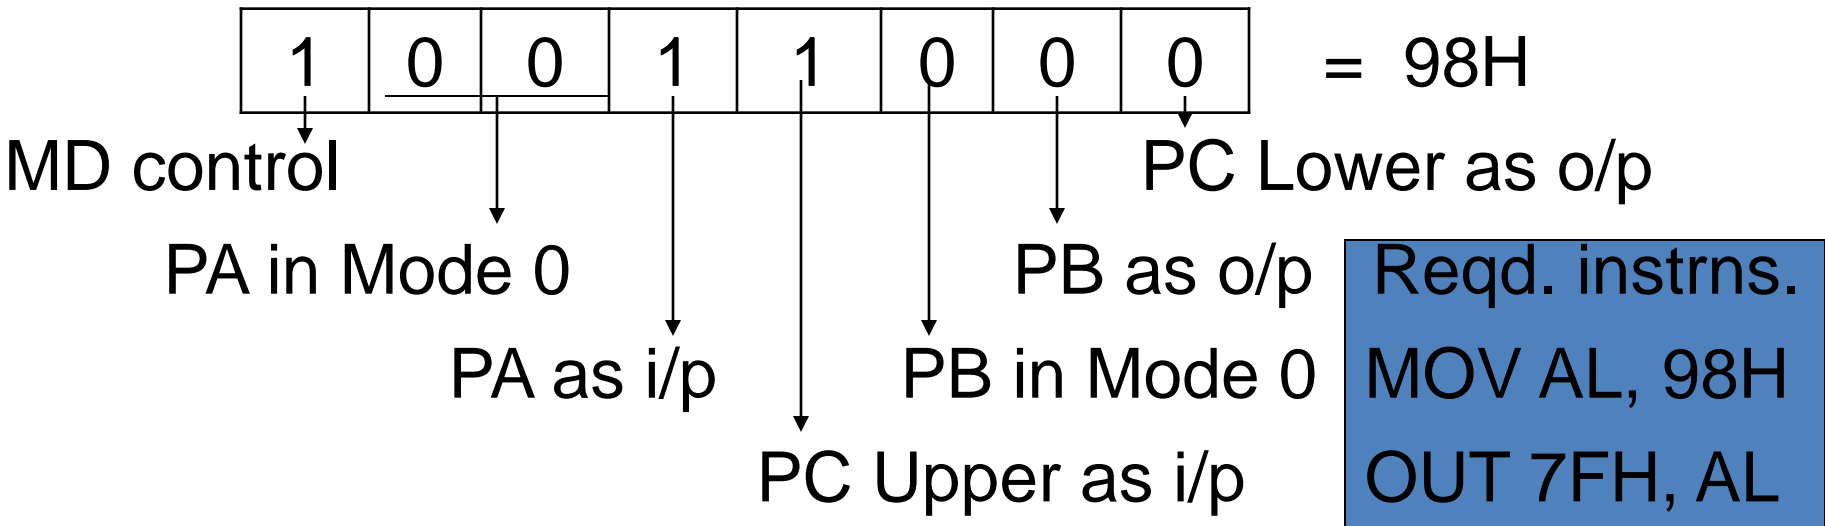 1 0 0 1 1 0 0 0 = 98H
MD control
PC Lower as o/p
PA in Mode 0
PB as o/p
Reqd. instrns.
PA as i/p
PB in Mode 0
MOV AL, 98H
PC Upper as i/p
OUT 7FH, AL